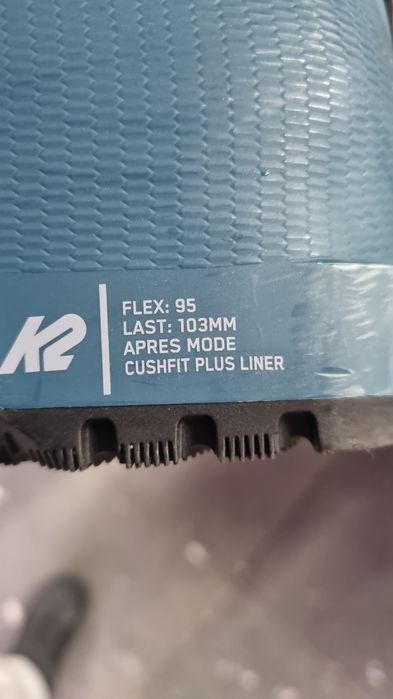 K2
FLEX: 95
LAST: 103MM
APRES MODE
CUSHFIT PLUS LINER